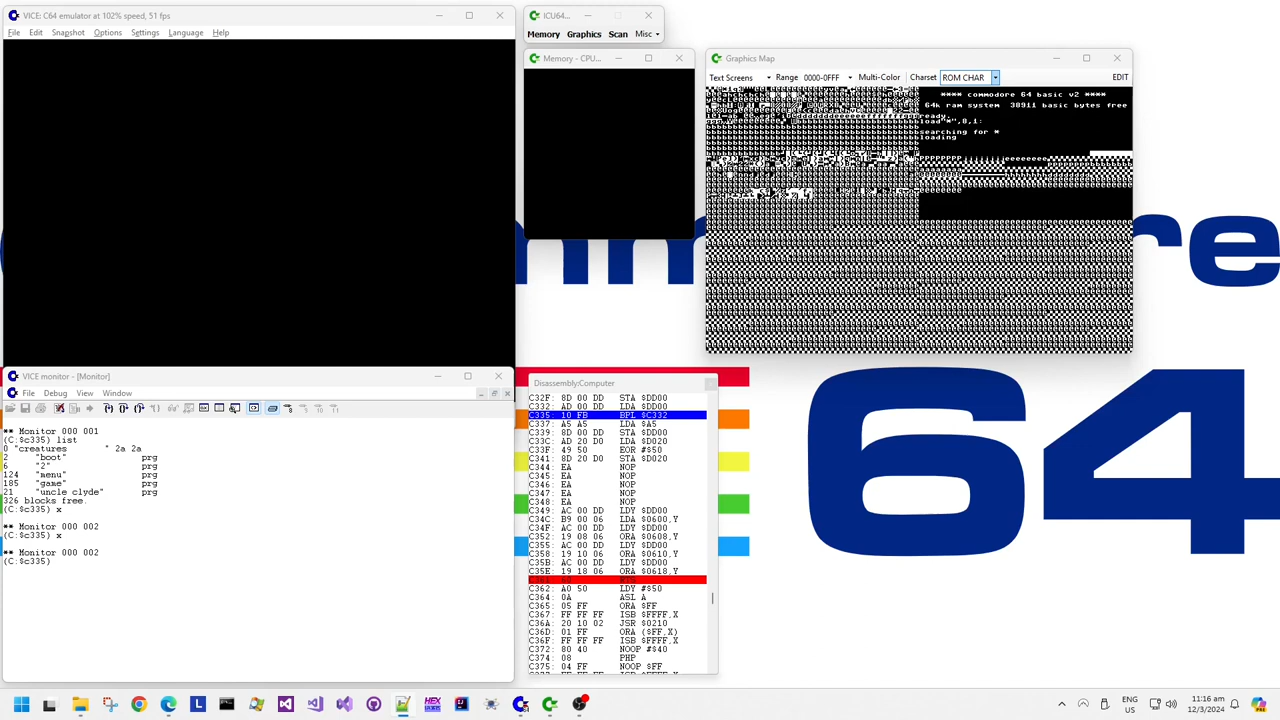 VICE: C64 emulator at 102% speed, 51 fps
File Edit Snapshot Options Settings Language Help
ICU64...
Memory Graphics Scan Misc
Memory - CPU...
Graphics Map
Text Screens Range 0000-0FFF Multi-Color Charset ROM CHAR EDIT
**** commodore 64 basic v2 ****
64k ram system 38911 basic bytes free
ready.
load"*",8,1:
searching for *
loading
64
VICE monitor - [Monitor]
File Debug View Window
** Monitor 000 001
(C:$c335) list
0 "creatures " 2a 2a
2 "boot" prg
6 "2" prg
124 "menu" prg
185 "game" prg
21 "uncle clyde" prg
326 blocks free
(C:$c335) x
** Monitor 000 002
(C:$c335) x
** Monitor 000 002
(C:$c335)
Disassembly:Computer
C32F: 8D 00 DD STA $DD00
C332: AD 00 DD LDA $DD00
C335: 10 FB BPL $C332
C337: A5 A5 LDA $A5
C339: 8D 00 DD STA $DD00
C33C: AD 20 D0 LDA $D020
C33F: 49 50 EOR #$50
C341: 8D 20 D0 STA $D020
C344: EA NOP
C345: EA NOP
C346: EA NOP
C347: EA NOP
C348: EA NOP
C349: AC 00 DD LDY $DD00
C34C: B9 00 06 LDA $0600,Y
C34F: AC 00 DD LDY $DD00
C352: 19 08 06 ORA $0608,Y
C355: AC 00 DD LDY $DD00
C358: 19 10 06 ORA $0610,Y
C35B: AC 00 DD LDY $DD00
C35E: 19 18 06 ORA $0618,Y
C361: 60 RTS
C362: A0 50 LDY #$50
C364: 0A ASL A
C365: 05 FF ORA $FF
C367: FF FF FF ISB $FFFF,X
C36A: 20 10 02 JSR $0210
C36D: 01 FF ORA ($FF,X)
C36F: FF FF FF ISB $FFFF,X
C372: 80 40 NOOP #$40
C374: 08 PHP
C375: 04 FF NOOP $FF
ENG
US
11:16 am
12/3/2024